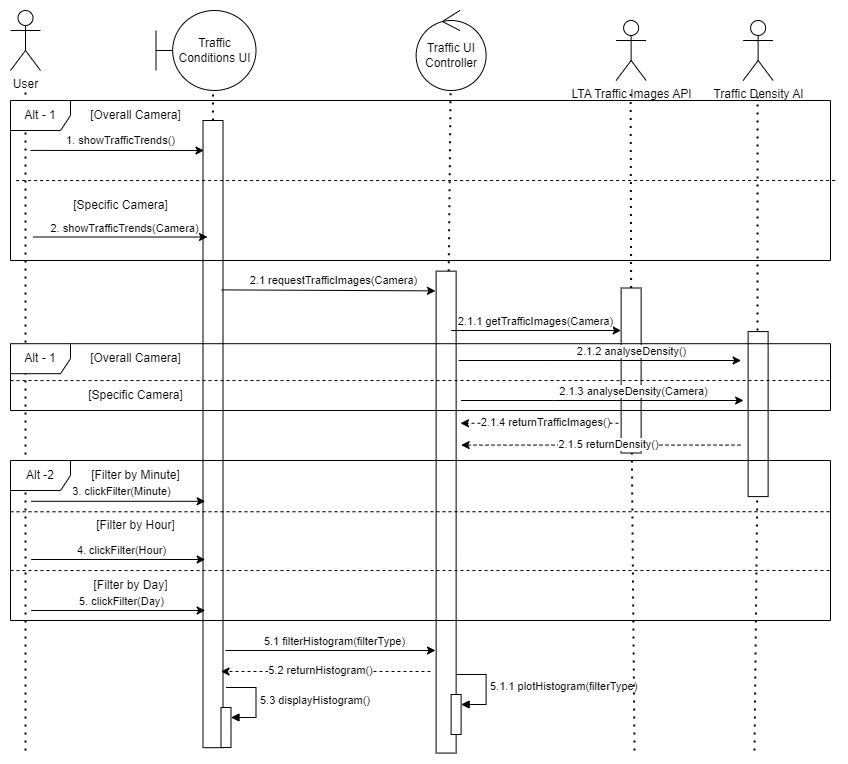 Traffic
Conditions UI
Traffic UI
Controller
User
LTA Traffic Images API
Traffic Density AI
Alt - 1
[Overall Camera]
1. showTrafficTrends()
[Specific Camera]
2. showTrafficTrends(Camera)
2.1 requestTrafficImages(Camera)
2.1.1 getTrafficImages(Camera)
Alt - 1
[Overall Camera]
2.1.2 analyseDensity()
[Specific Camera]
2.1.3 analyseDensity(Camera)
2.1.4 returnTrafficImages()
2.1.5 returnDensity()
Alt -2
[Filter by Minute]
3. clickFilter(Minute)
[Filter by Hour]
4. clickFilter(Hour)
[Filter by Day]
5. clickFilter(Day)
5.1 filterHistogram(filterType)
5.2 returnHistogram()
5.1.1 plotHistogram(filterType)
5.3 displayHistogram()